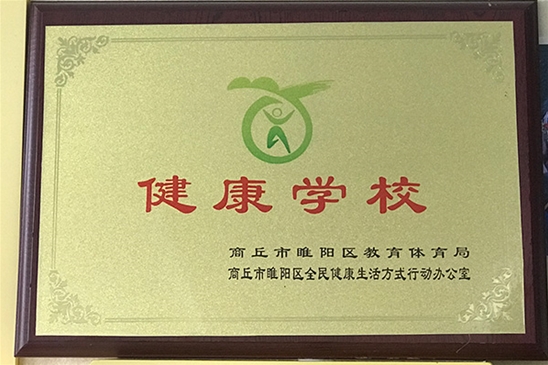 健康学校
商丘市睢阳区教育体育局
商丘市睢阳区全民健康生活方式行动办公室